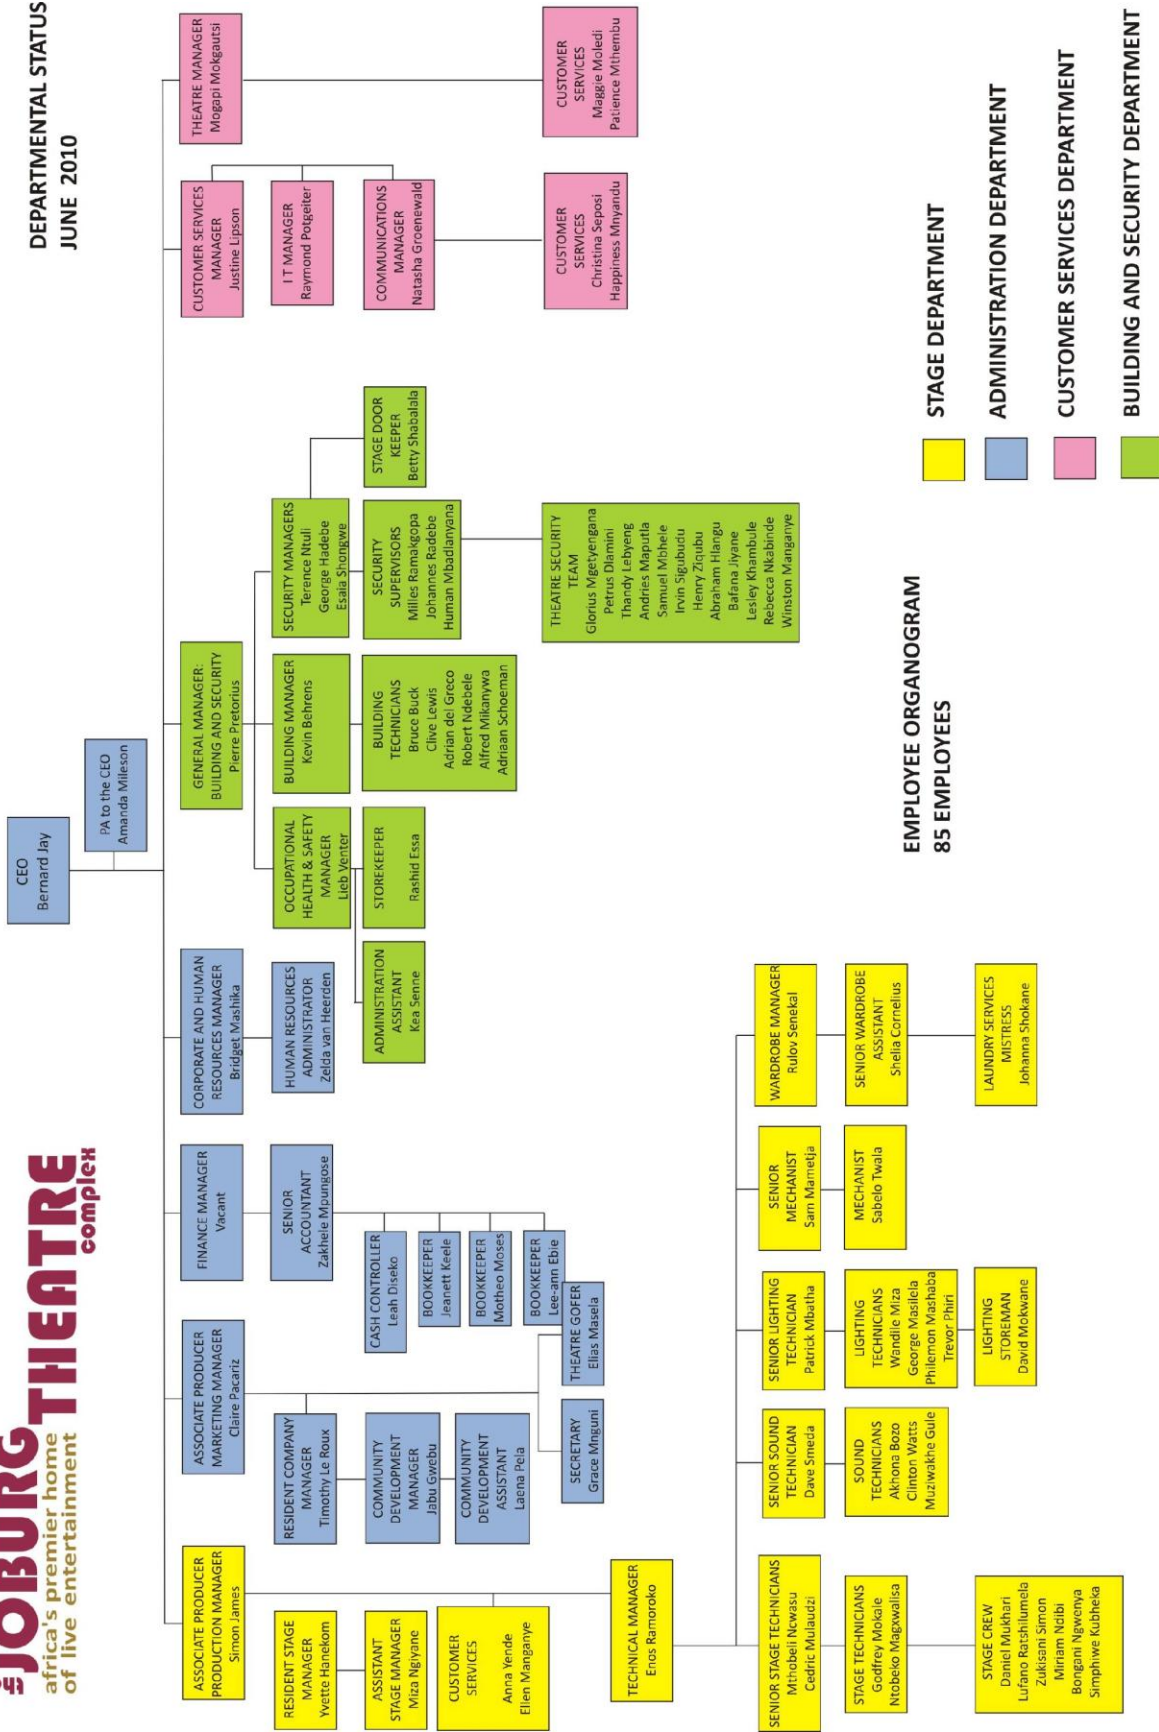 JOBURG
THEATRE
complex
africa's premier home
of live entertainment
DEPARTMENTAL STATUS
JUNE 2010
CEO
Bernard Jay
PA to the CEO
Amanda Mileson
ASSOCIATE PRODUCER
PRODUCTION MANAGER
Simon James
ASSOCIATE PRODUCER
MARKETING MANAGER
Claire Pacariz
FINANCE MANAGER
Vacant
CORPORATE AND HUMAN
RESOURCES MANAGER
Bridget Mashika
GENERAL MANAGER:
BUILDING AND SECURITY
Pierre Pretorius
CUSTOMER SERVICES
MANAGER
Justine Lipson
THEATRE MANAGER
Mogapi Mokgautsi
RESIDENT STAGE
MANAGER
Yvette Hanekom
ASSISTANT
STAGE MANAGER
Miza Ngiyane
CUSTOMER
SERVICES
Anna Yende
Ellen Manganye
TECHNICAL MANAGER
Enos Ramoroko
RESIDENT COMPANY
MANAGER
Timothy Le Roux
COMMUNITY
DEVELOPMENT
MANAGER
Jabu Gwebu
COMMUNITY
DEVELOPMENT
ASSISTANT
Laena Pela
SECRETARY
Grace Mnguni
THEATRE GOFER
Elias Masela
SENIOR
ACCOUNTANT
Zakhele Mpungose
CASH CONTROLLER
Leah Diseko
BOOKKEEPER
Jeanett Keele
BOOKKEEPER
Motheo Moses
BOOKKEEPER
Lee-ann Ebie
HUMAN RESOURCES
ADMINISTRATOR
Zelda van Heerden
OCCUPATIONAL
HEALTH & SAFETY
MANAGER
Lieb Venter
ADMINISTRATION
ASSISTANT
Kea Senne
STOREKEEPER
Rashid Essa
BUILDING MANAGER
Kevin Behrens
BUILDING
TECHNICIANS
Bruce Buck
Clive Lewis
Adrian del Greco
Robert Ndebele
Alfred Mikanywa
Adriaan Schoeman
SECURITY MANAGERS
Terence Ntuli
George Hadebe
Esaia Shongwe
SECURITY
SUPERVISORS
Milles Ramakgopa
Johannes Radebe
Human Mbadlanyana
STAGE DOOR
KEEPER
Betty Shabalala
THEATRE SECURITY
TEAM
Glorius Mgetyengana
Petrus Dlamini
Thandy Lebyeng
Andries Maputla
Samuel Mbhele
Irvin Sigubudu
Henry Ziqubu
Abraham Hlangu
Bafana Jiyane
Lesley Khambule
Rebecca Nkabinde
Winston Manganye
I T MANAGER
Raymond Potgeiter
COMMUNICATIONS
MANAGER
Natasha Groenewald
CUSTOMER
SERVICES
Christina Seposi
Happiness Mnyandu
CUSTOMER
SERVICES
Maggie Moledi
Patience Mthembu
SENIOR STAGE TECHNICIANS
Mthobeli Ncwasu
Cedric Mulaudzi
STAGE TECHNICIANS
Godfrey Mokale
Ntobeko Magxwalisa
STAGE CREW
Daniel Mukhari
Lufano Ratshilumela
Zukisani Simon
Miriam Ndibi
Bongani Ngwenya
Simphiwe Kubheka
SENIOR SOUND
TECHNICIAN
Dave Smeda
SOUND
TECHNICIANS
Akhona Bozo
Clinton Watts
Muziwakhe Gule
SENIOR LIGHTING
TECHNICIAN
Patrick Mbatha
LIGHTING
TECHNICIANS
Wandile Miza
George Masilela
Philemon Mashaba
Trevor Phiri
LIGHTING
STOREMAN
David Mokwane
SENIOR
MECHANIST
Sam Mametja
MECHANIST
Sabelo Twala
WARDROBE MANAGER
Rulov Senekal
SENIOR WARDROBE
ASSISTANT
Shelia Cornelius
LAUNDRY SERVICES
MISTRESS
Johanna Shokane
EMPLOYEE ORGANOGRAM
85 EMPLOYEES
STAGE DEPARTMENT
ADMINISTRATION DEPARTMENT
CUSTOMER SERVICES DEPARTMENT
BUILDING AND SECURITY DEPARTMENT